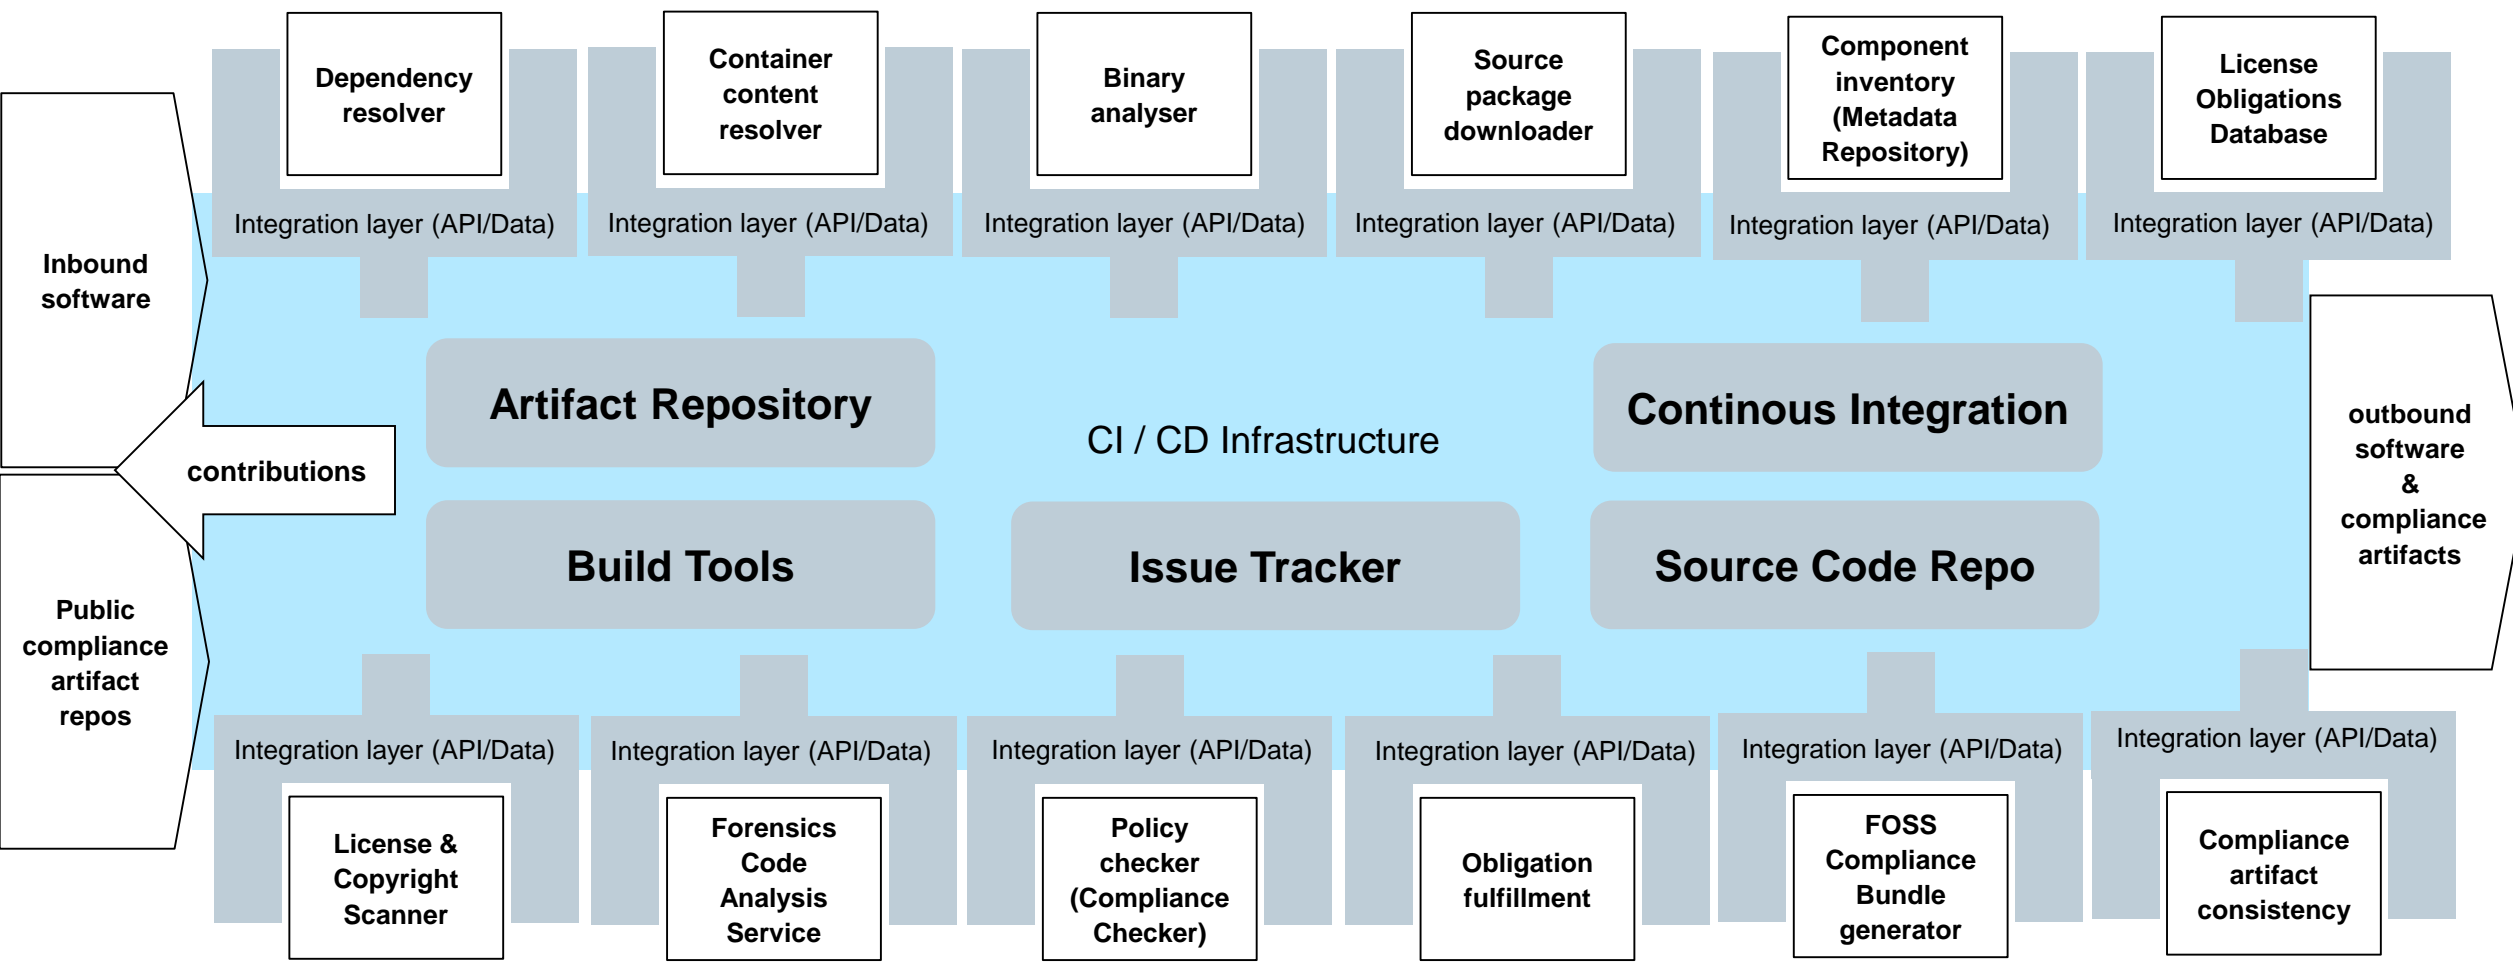 Dependency
resolver
Container
content
resolver
Binary
analyser
Source
package
downloader
Component
inventory
(Metadata
Repository)
License
Obligations
Database
Integration layer (API/Data)
Integration layer (API/Data)
Integration layer (API/Data)
Integration layer (API/Data)
Integration layer (API/Data)
Integration layer (API/Data)
Inbound
software
contributions
Public
compliance
artifact
repos
Artifact Repository
CI / CD Infrastructure
Continous Integration
Build Tools
Issue Tracker
Source Code Repo
outbound
software
&
compliance
artifacts
Integration layer (API/Data)
Integration layer (API/Data)
Integration layer (API/Data)
Integration layer (API/Data)
Integration layer (API/Data)
Integration layer (API/Data)
License &
Copyright
Scanner
Forensics
Code
Analysis
Service
Policy
checker
(Compliance
Checker)
Obligation
fulfillment
FOSS
Compliance
Bundle
generator
Compliance
artifact
consistency